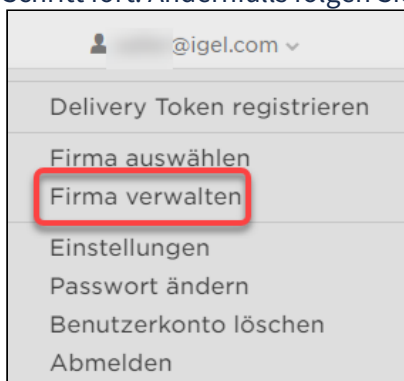 Schritt fort. Andernfalls folgen Si
@igel.com
Delivery Token registrieren
Firma auswählen
Firma verwalten
Einstellungen
Passwort ändern
Benutzerkonto löschen
Abmelden